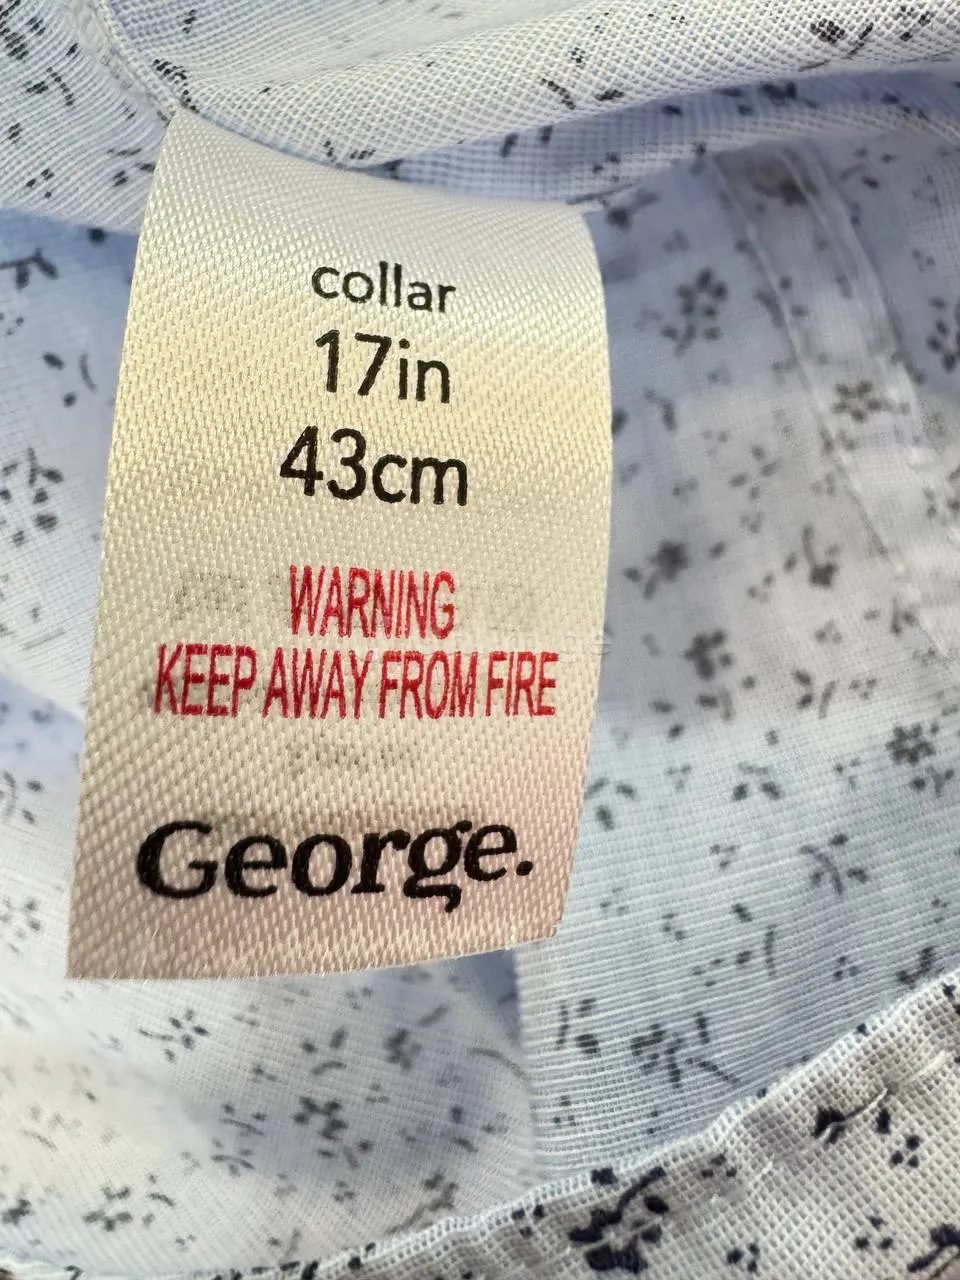 collar
17in
43cm
WARNING
KEEP AWAY FROM FIRE
George.